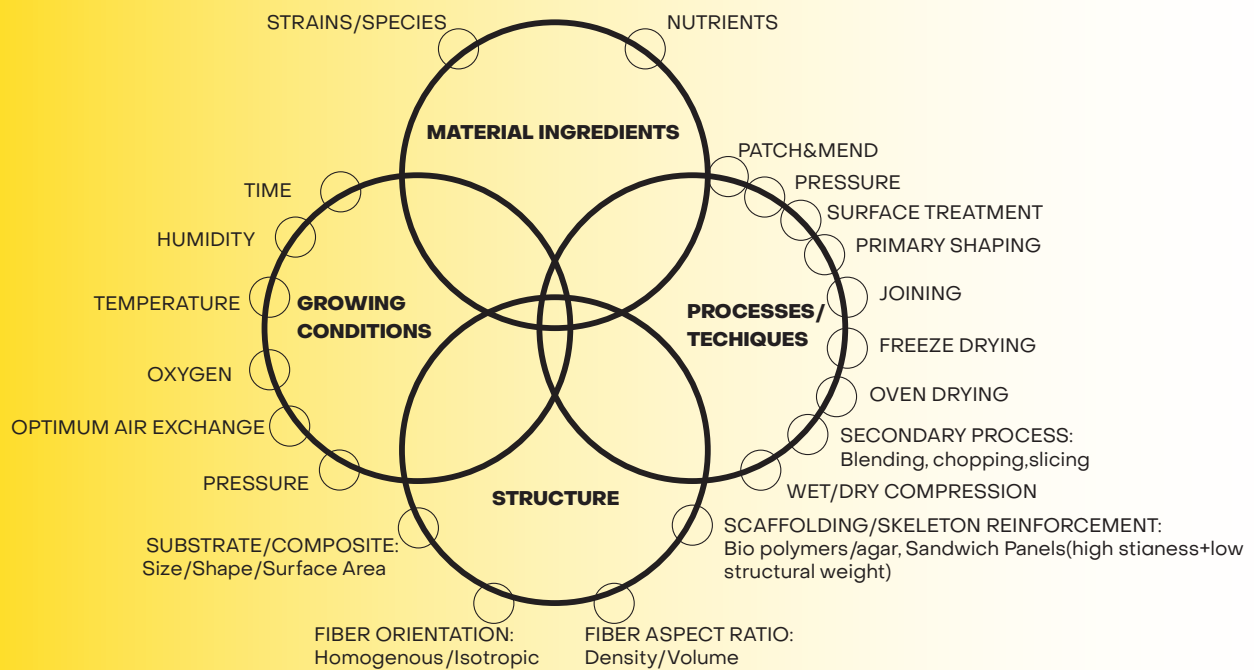 STRAINS/SPECIES
NUTRIENTS
MATERIAL INGREDIENTS
PATCH&MEND
PRESSURE
SURFACE TREATMENT
PRIMARY SHAPING
JOINING
FREEZE DRYING
OVEN DRYING
SECONDARY PROCESS:
Blending, chopping,slicing
WET/DRY COMPRESSION
PROCESSES/
TECHIQUES
TIME
HUMIDITY
TEMPERATURE
OXYGEN
OPTIMUM AIR EXCHANGE
PRESSURE
GROWING
CONDITIONS
STRUCTURE
SUBSTRATE/COMPOSITE:
Size/Shape/Surface Area
FIBER ORIENTATION:
Homogenous/Isotropic
FIBER ASPECT RATIO:
Density/Volume
SCAFFOLDING/SKELETON REINFORCEMENT:
Bio polymers/agar, Sandwich Panels(high stianess+low
structural weight)